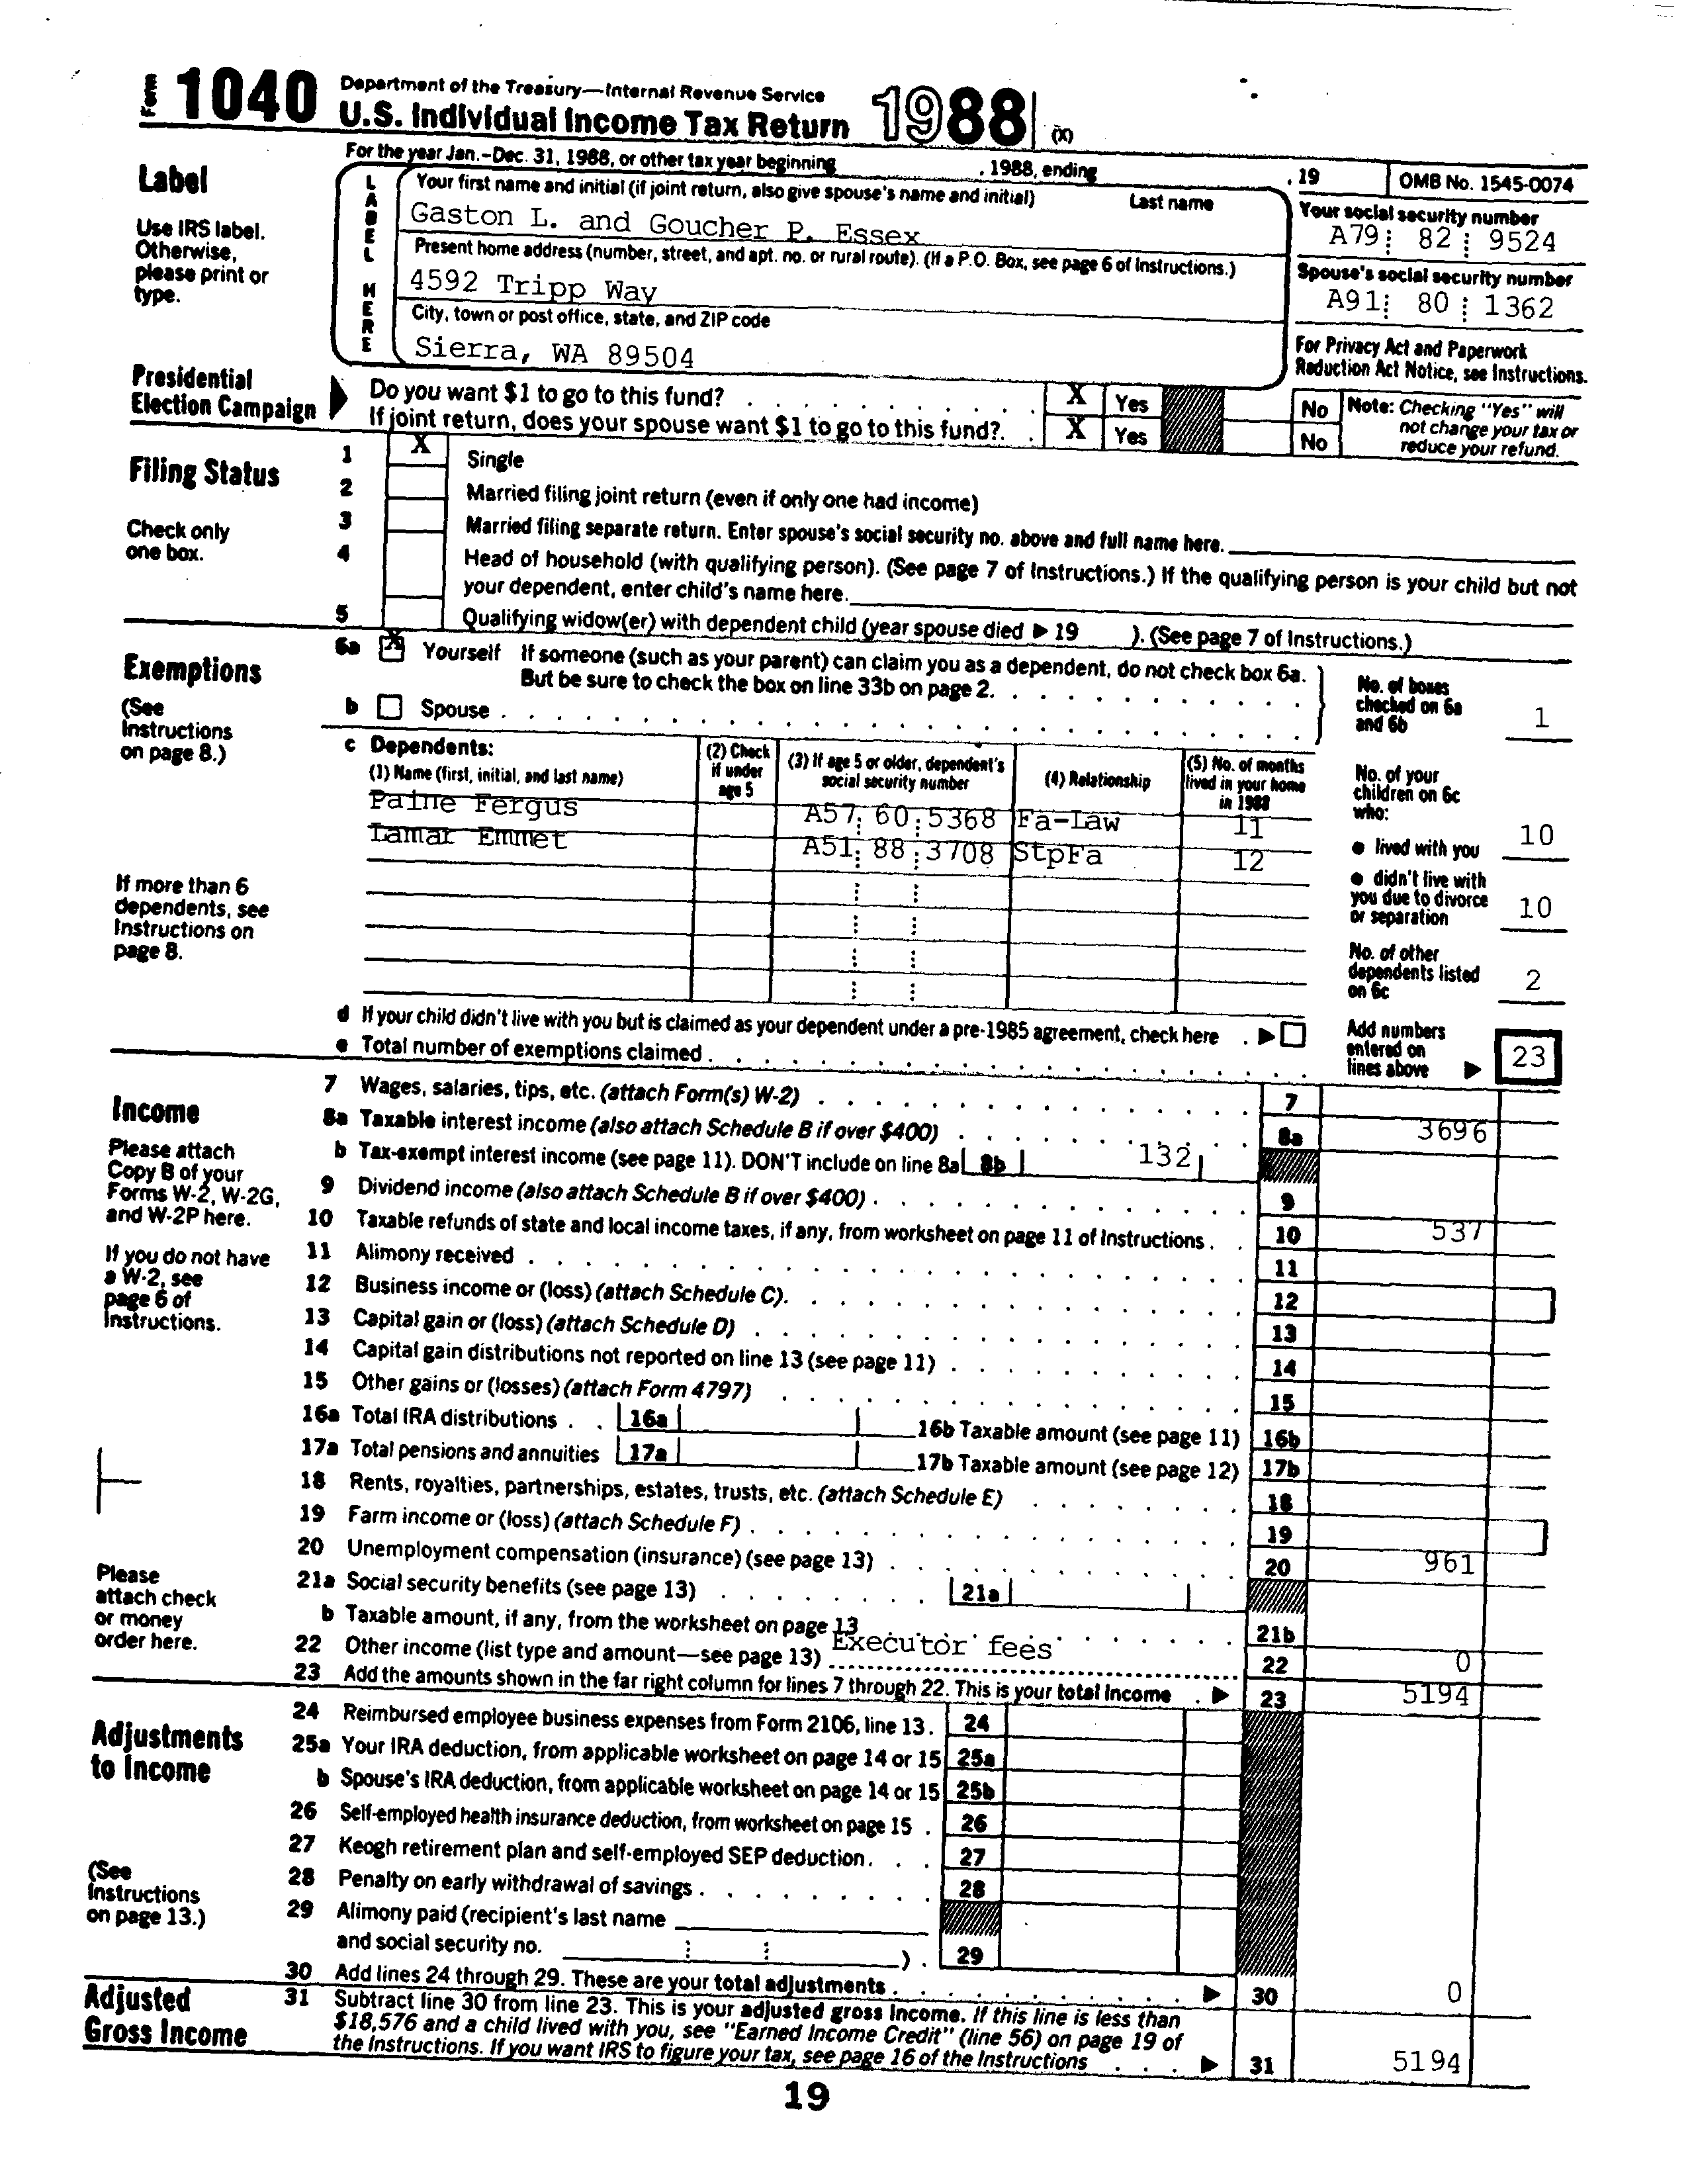 Form 1040 Department of the Treasury—Internal Revenue Service
U.S. Individual Income Tax Return 1988 (X)
For the year Jan.-Dec. 31, 1988, or other tax year beginning , 1988, ending , 19 OMB No. 1545-0074
Label
Use IRS label.
Otherwise,
please print or
type.
LABEL HERE
Your first name and initial (if joint return, also give spouse's name and initial) Last name
Gaston L. and Goucher P. Essex
Your social security number
A79 82 9524
Present home address (number, street, and apt. no. or rural route). (If a P.O. Box, see page 6 of Instructions.)
4592 Tripp Way
Spouse's social security number
A91 80 1362
City, town or post office, state, and ZIP code
Sierra, WA 89504
For Privacy Act and Paperwork
Reduction Act Notice, see Instructions.
Presidential
Election Campaign
Do you want $1 to go to this fund? X Yes No
If joint return, does your spouse want $1 to go to this fund? X Yes No
Note: Checking "Yes" will
not change your tax or
reduce your refund.
Filing Status
Check only
one box.
1 X Single
2 Married filing joint return (even if only one had income)
3 Married filing separate return. Enter spouse's social security no. above and full name here.
4 Head of household (with qualifying person). (See page 7 of Instructions.) If the qualifying person is your child but not
your dependent, enter child's name here.
5 Qualifying widow(er) with dependent child (year spouse died ▶ 19 ). (See page 7 of Instructions.)
Exemptions
(See
Instructions
on page 8.)
6a X Yourself If someone (such as your parent) can claim you as a dependent, do not check box 6a.
But be sure to check the box on line 33b on page 2.
b Spouse
No. of boxes
checked on 6a
and 6b 1
c Dependents:
(1) Name (first, initial, and last name)
(2) Check
if under
age 5
(3) If age 5 or older, dependent's
social security number
(4) Relationship
(5) No. of months
lived in your home
in 1988
Paine Fergus A57 60 5368 Fa-Law 11
Lamar Emmet A51 88 3708 StpFa 12
No. of your
children on 6c
who:
● lived with you 10
● didn't live with
you due to divorce
or separation 10
No. of other
dependents listed
on 6c 2
If more than 6
dependents, see
Instructions on
page 8.
d If your child didn't live with you but is claimed as your dependent under a pre-1985 agreement, check here ▶
e Total number of exemptions claimed
Add numbers
entered on
lines above ▶ 23
Income
Please attach
Copy B of your
Forms W-2, W-2G,
and W-2P here.
If you do not have
a W-2, see
page 6 of
Instructions.
Please
attach check
or money
order here.
7 Wages, salaries, tips, etc. (attach Form(s) W-2) 7
8a Taxable interest income (also attach Schedule B if over $400) 8a 3696
b Tax-exempt interest income (see page 11). DON'T include on line 8a 8b 132
9 Dividend income (also attach Schedule B if over $400) 9
10 Taxable refunds of state and local income taxes, if any, from worksheet on page 11 of Instructions 10 537
11 Alimony received 11
12 Business income or (loss) (attach Schedule C) 12
13 Capital gain or (loss) (attach Schedule D) 13
14 Capital gain distributions not reported on line 13 (see page 11) 14
15 Other gains or (losses) (attach Form 4797) 15
16a Total IRA distributions 16a 16b Taxable amount (see page 11) 16b
17a Total pensions and annuities 17a 17b Taxable amount (see page 12) 17b
18 Rents, royalties, partnerships, estates, trusts, etc. (attach Schedule E) 18
19 Farm income or (loss) (attach Schedule F) 19
20 Unemployment compensation (insurance) (see page 13) 20 961
21a Social security benefits (see page 13) 21a
b Taxable amount, if any, from the worksheet on page 13 21b
22 Other income (list type and amount—see page 13) Executor fees 22 0
23 Add the amounts shown in the far right column for lines 7 through 22. This is your total income ▶ 23 5194
Adjustments
to Income
(See
Instructions
on page 13.)
24 Reimbursed employee business expenses from Form 2106, line 13. 24
25a Your IRA deduction, from applicable worksheet on page 14 or 15 25a
b Spouse's IRA deduction, from applicable worksheet on page 14 or 15 25b
26 Self-employed health insurance deduction, from worksheet on page 15 26
27 Keogh retirement plan and self-employed SEP deduction 27
28 Penalty on early withdrawal of savings 28
29 Alimony paid (recipient's last name
and social security no. ) 29
30 Add lines 24 through 29. These are your total adjustments ▶ 30 0
Adjusted
Gross Income
31 Subtract line 30 from line 23. This is your adjusted gross income. If this line is less than
$18,576 and a child lived with you, see "Earned Income Credit" (line 56) on page 19 of
the Instructions. If you want IRS to figure your tax, see page 16 of the Instructions ▶ 31 5194
19